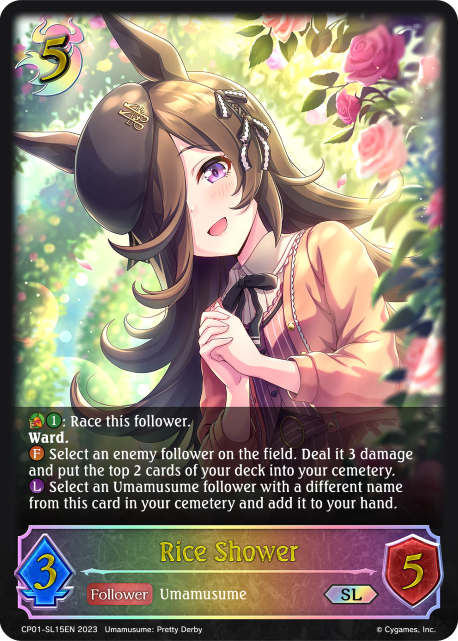 5
1: Race this follower.
Ward.
F Select an enemy follower on the field. Deal it 3 damage
and put the top 2 cards of your deck into your cemetery.
L Select an Umamusume follower with a different name
from this card in your cemetery and add it to your hand.
Rice Shower
3
Follower Umamusume
SL
5
CP01-SL15EN 2023 Umamusume: Pretty Derby
© Cygames, Inc.